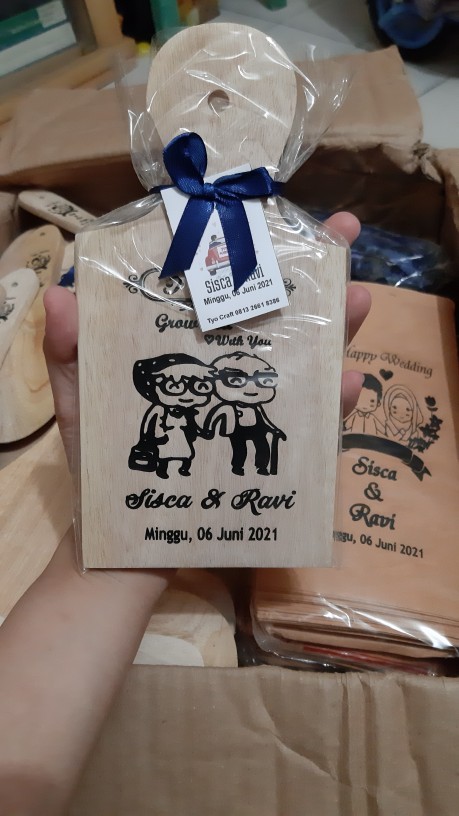 Sisca Ravi
Minggu, 06 Juni 2021
Tyo Craft 0813 2661 8386
Grow
With You
Sisca & Ravi
Minggu, 06 Juni 2021
Happy Wedding
Sisca
&
Ravi
06 Juni 2021